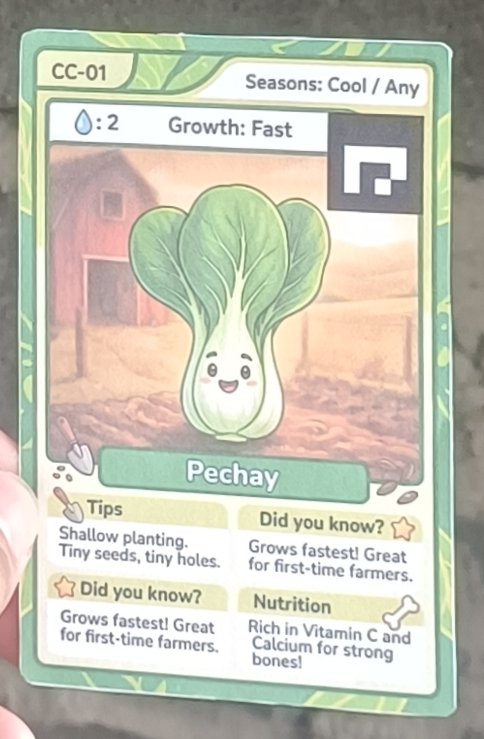 CC-01
Seasons: Cool / Any
: 2
Growth: Fast
Pechay
Tips
Shallow planting.
Tiny seeds, tiny holes.
Did you know?
Grows fastest! Great
for first-time farmers.
Did you know?
Grows fastest! Great
for first-time farmers.
Nutrition
Rich in Vitamin C and
Calcium for strong
bones!